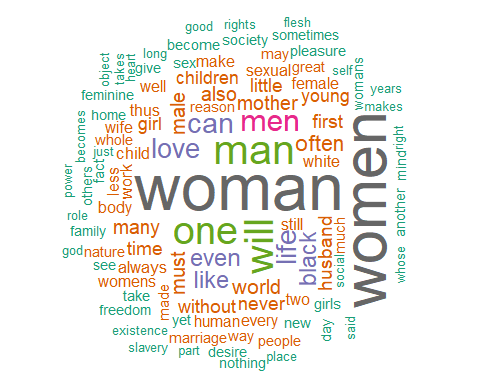 good rights flesh
long become society sometimes
object takes heart give sex make may pleasure
feminine well children sexual great self womans
thus male also little female years
home reason mother young makes
becomes wife girl can men first
whole just child love man often
power others fact work less white
body woman women
mind right
role many one will still
family life black husband social much another
god nature time must even
see always like world whose
womens without never two girls
take made
freedom yet human every new day said
existence marriage way people
slavery part desire place
nothing